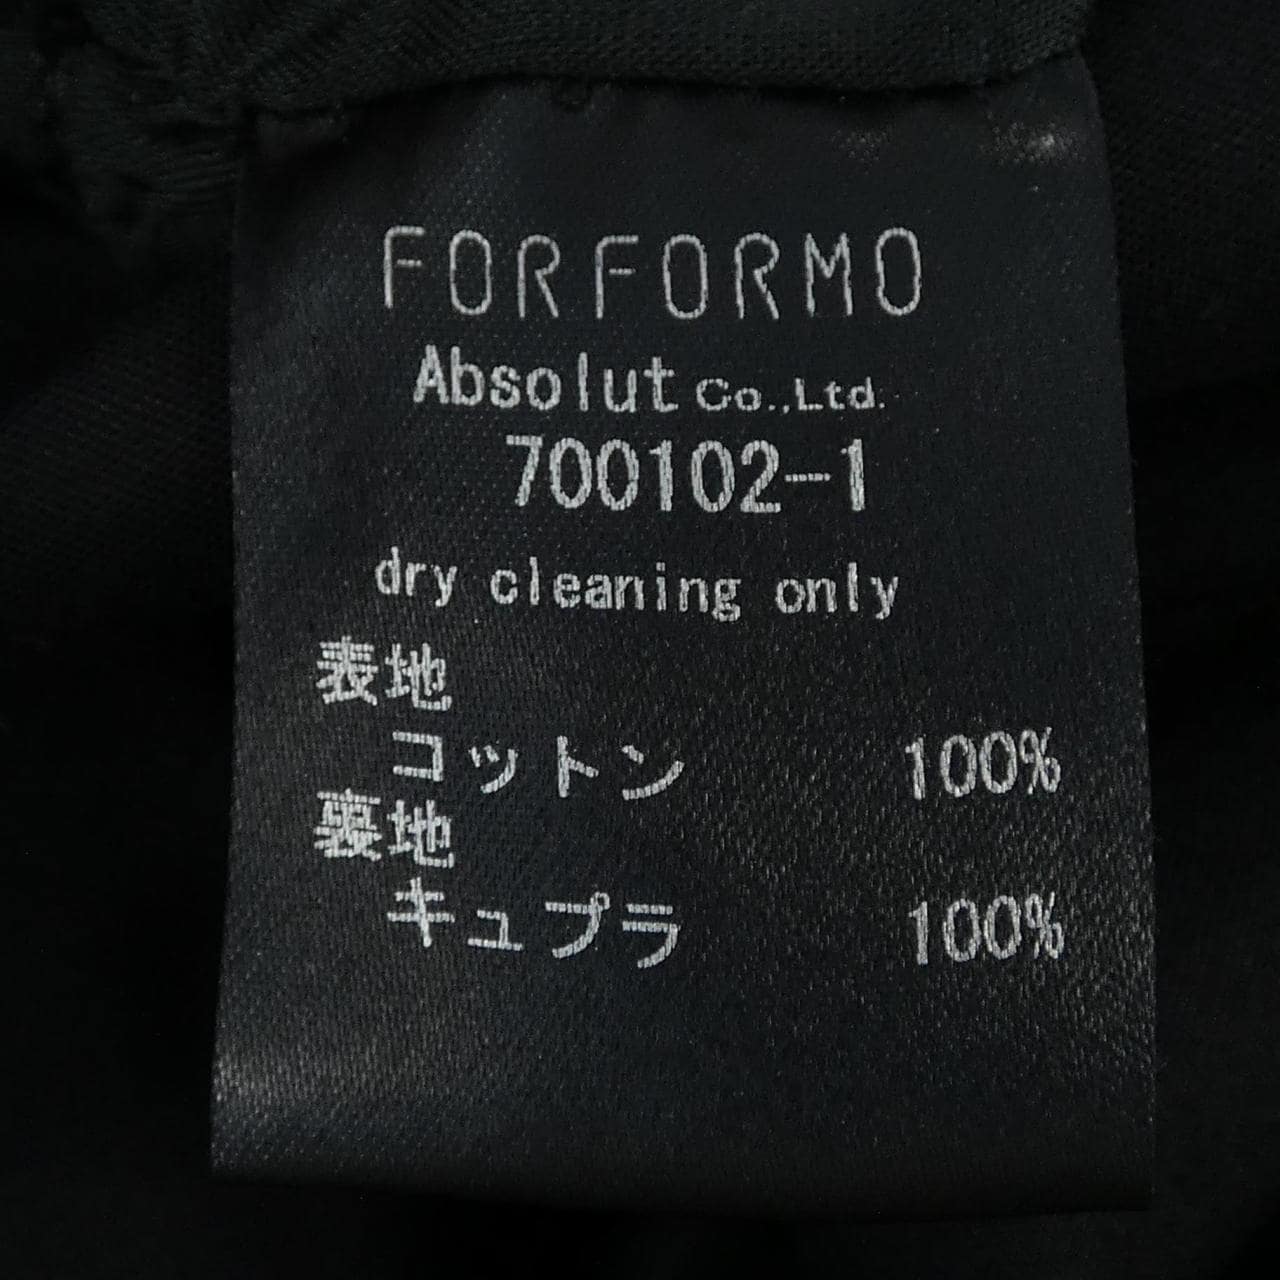 FORFORMO
Absolut Co.,Ltd.
700102-1
dry cleaning only
表地
コットン 100%
裏地
キュプラ 100%